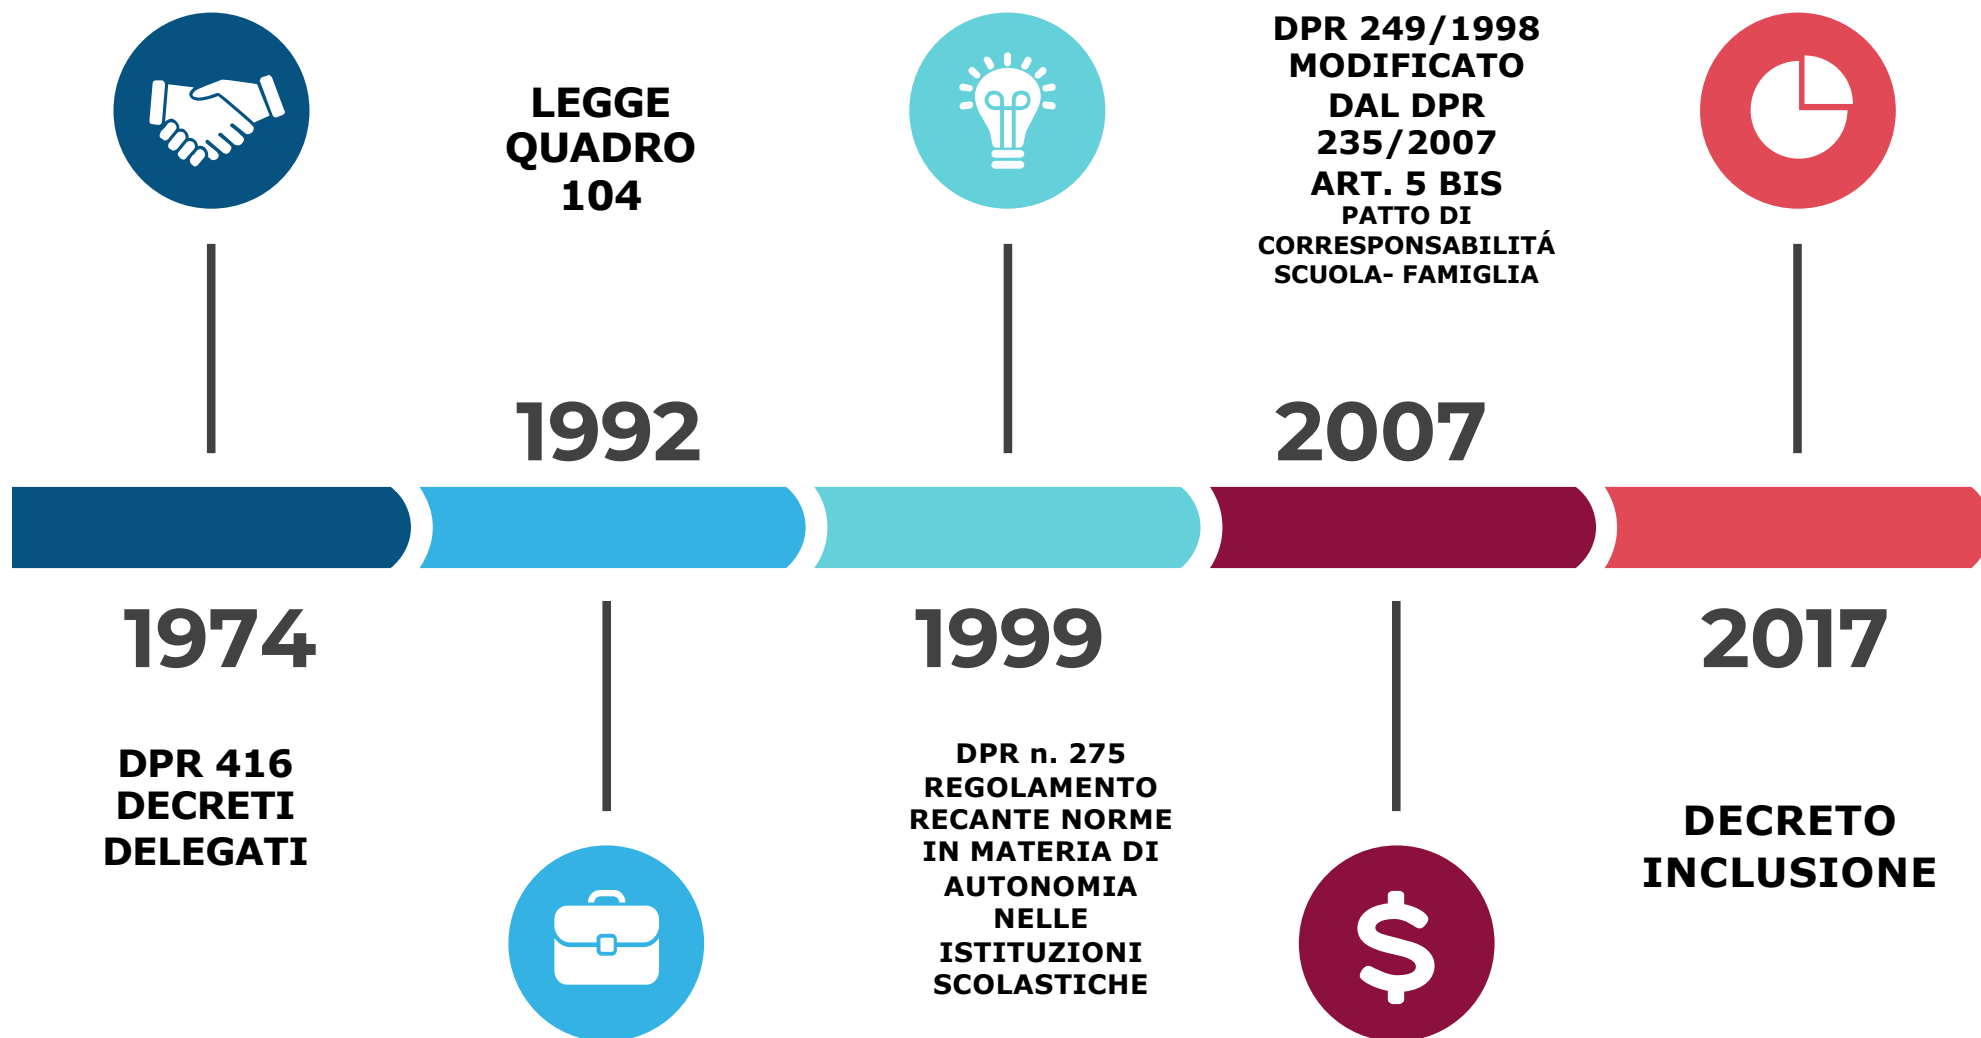 1974
DPR 416
DECRETI
DELEGATI
LEGGE
QUADRO
104
1992
1999
DPR n. 275
REGOLAMENTO
RECANTE NORME
IN MATERIA DI
AUTONOMIA
NELLE
ISTITUZIONI
SCOLASTICHE
DPR 249/1998
MODIFICATO
DAL DPR
235/2007
ART. 5 BIS
PATTO DI
CORRESPONSABILITÁ
SCUOLA- FAMIGLIA
2007
$
2017
DECRETO
INCLUSIONE